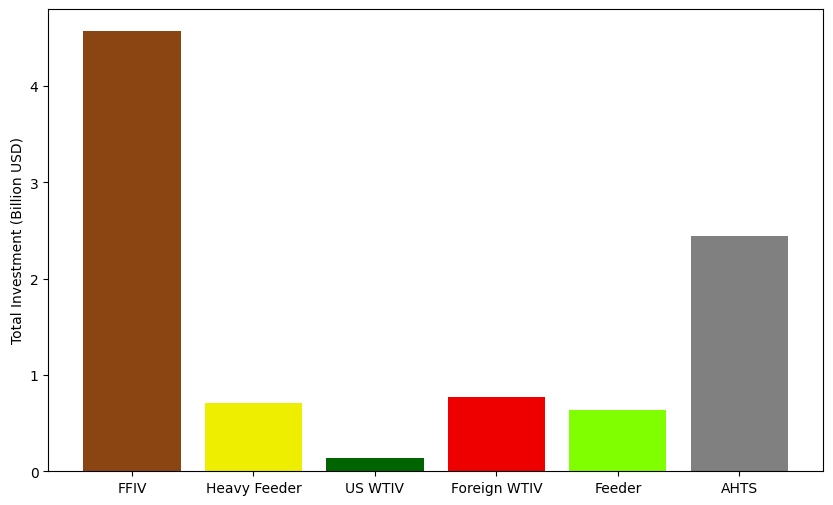 Total Investment (Billion USD)
4
3
2
1
0
FFIV Heavy Feeder US WTIV Foreign WTIV Feeder AHTS